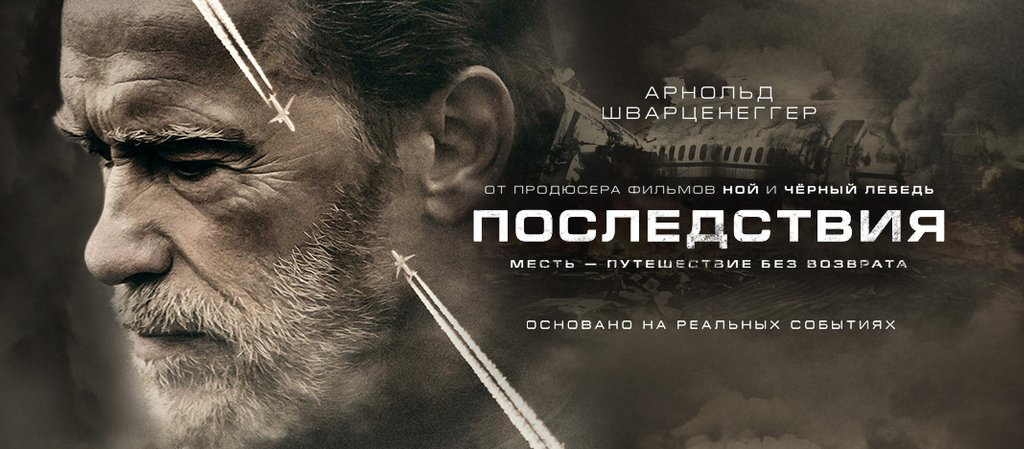 АРНОЛЬД
ШВАРЦЕНЕГГЕР
ОТ ПРОДЮСЕРА ФИЛЬМОВ НОЙ И ЧЁРНЫЙ ЛЕБЕДЬ
ПОСЛЕДСТВИЯ
МЕСТЬ — ПУТЕШЕСТВИЕ БЕЗ ВОЗВРАТА
ОСНОВАНО НА РЕАЛЬНЫХ СОБЫТИЯХ